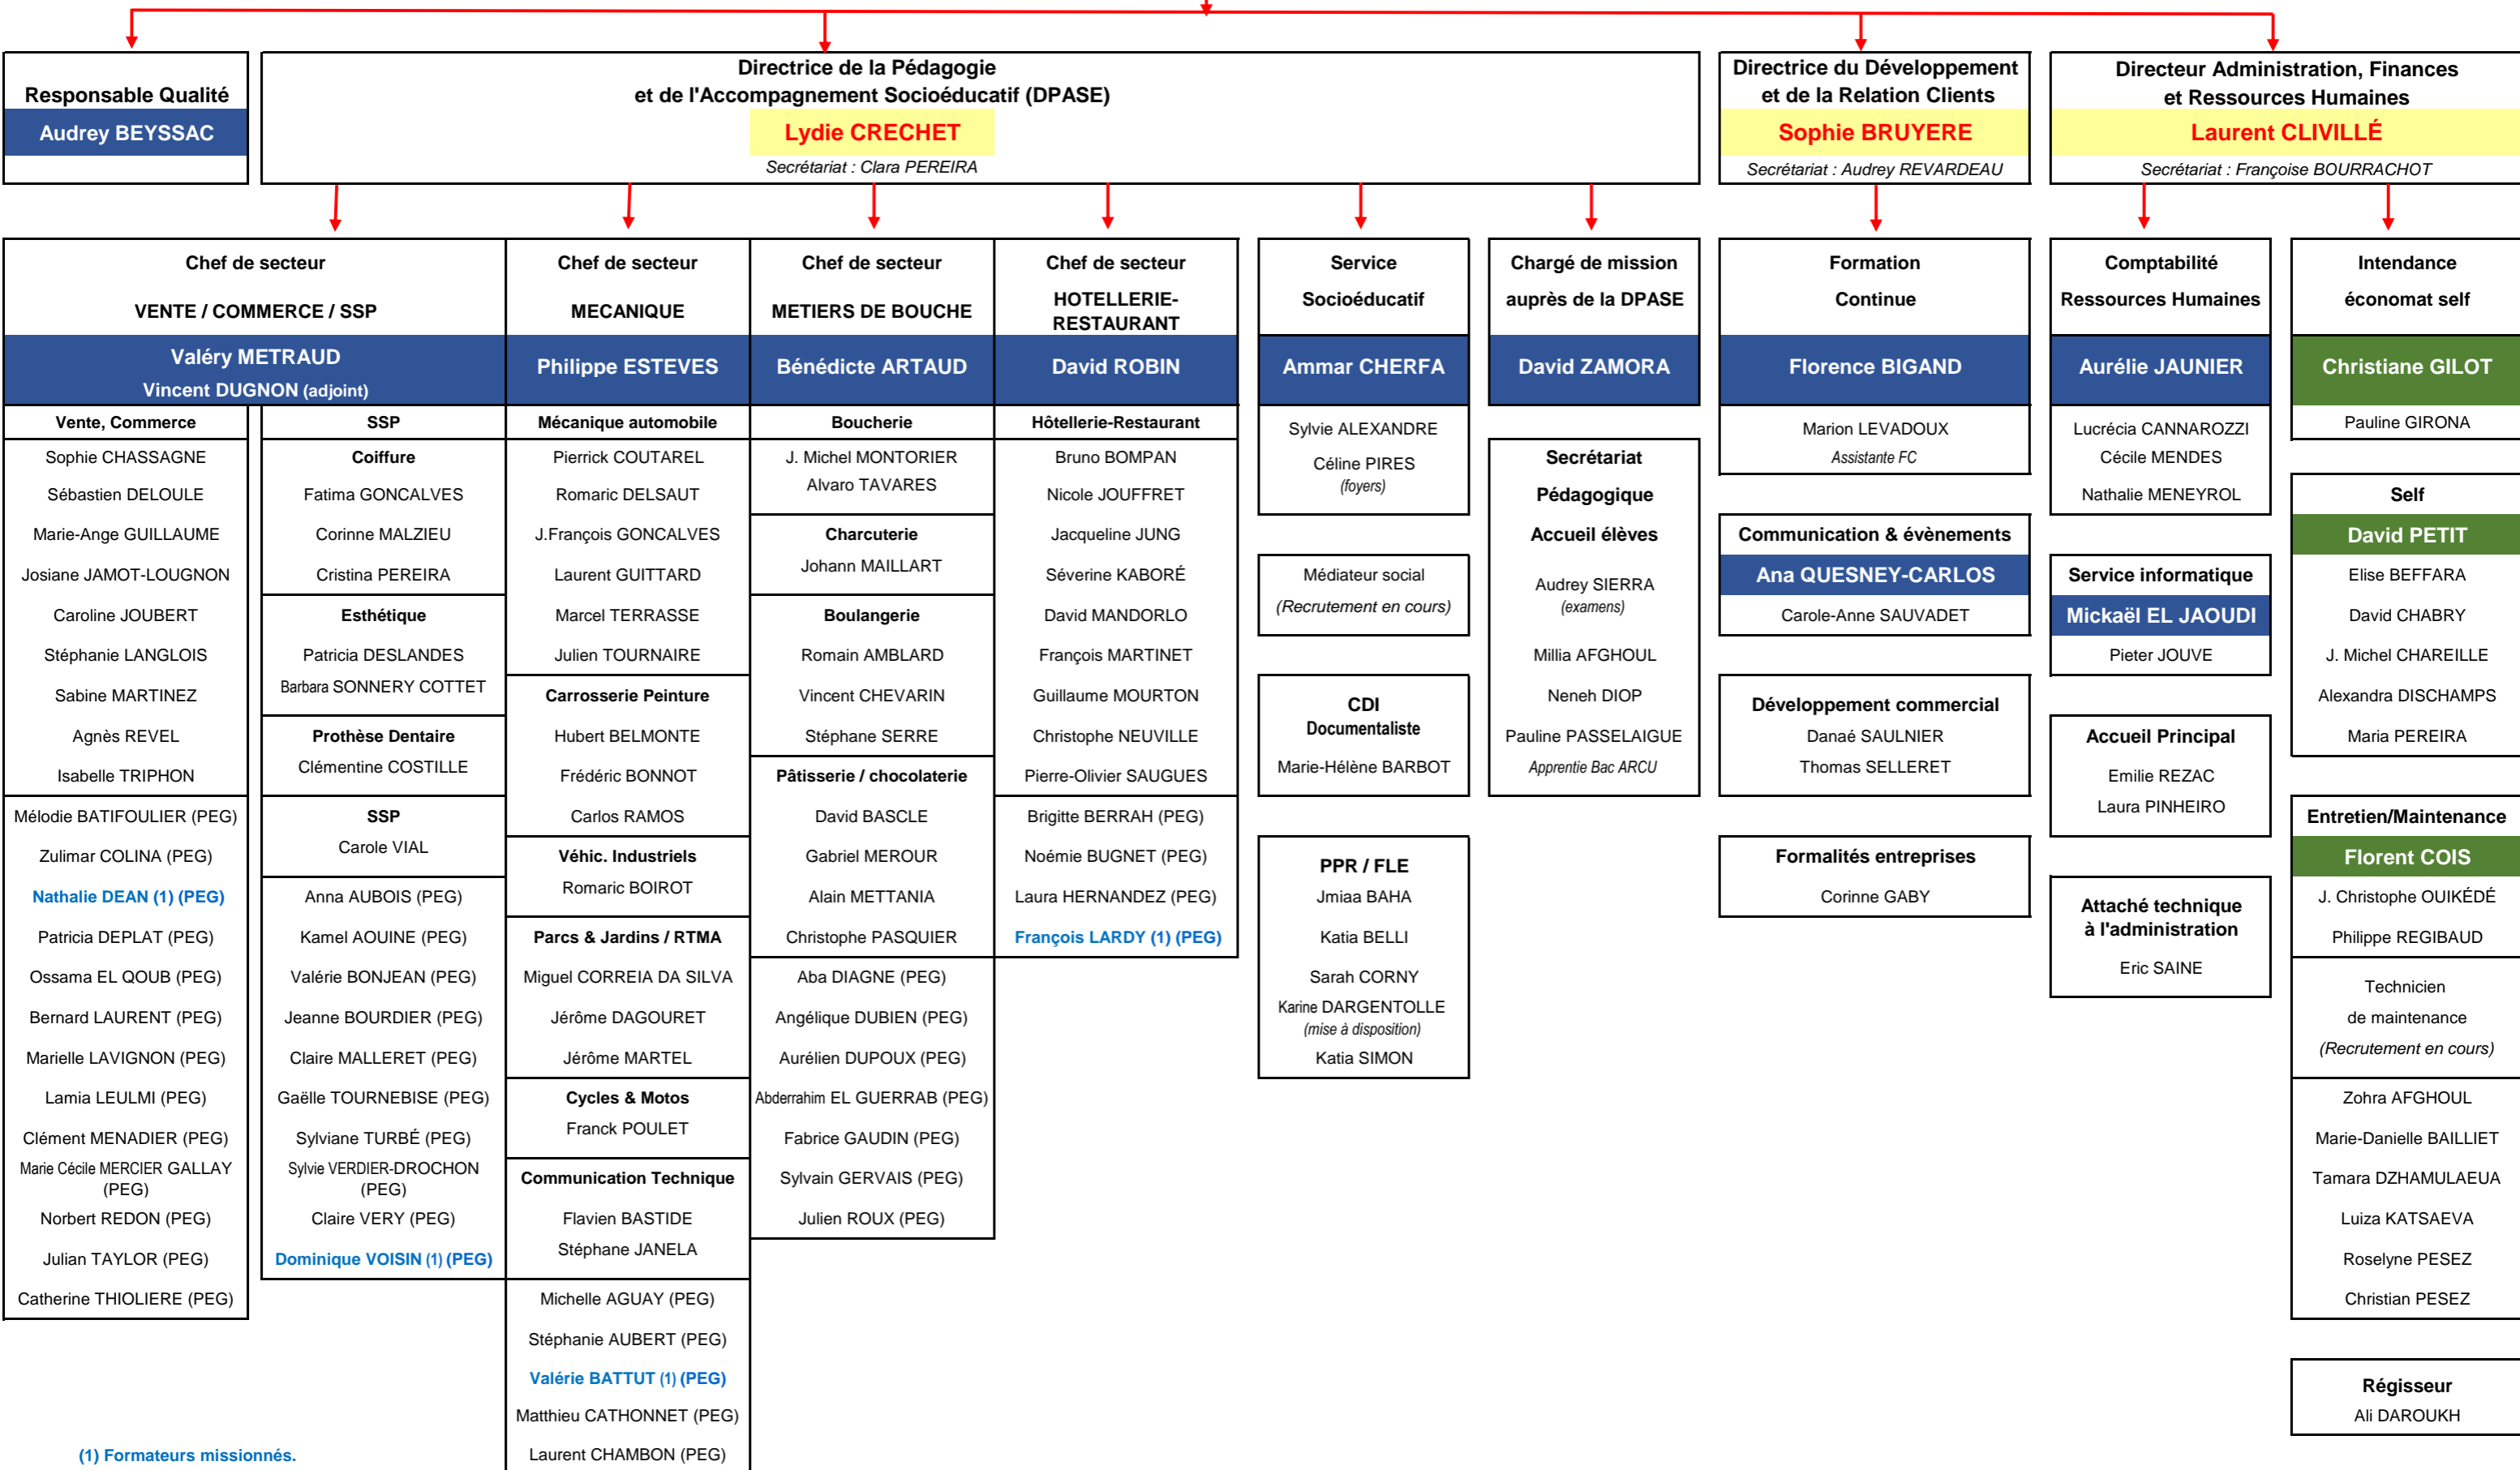 Responsable Qualité
Audrey BEYSSAC
Directrice de la Pédagogie
et de l'Accompagnement Socioéducatif (DPASE)
Lydie CRECHET
Secrétariat : Clara PEREIRA
Directrice du Développement
et de la Relation Clients
Sophie BRUYERE
Secrétariat : Audrey REVARDEAU
Directeur Administration, Finances
et Ressources Humaines
Laurent CLIVILLÉ
Secrétariat : Françoise BOURRACHOT
Chef de secteur
VENTE / COMMERCE / SSP
Valéry METRAUD
Vincent DUGNON (adjoint)
Vente, Commerce
Sophie CHASSAGNE
Sébastien DELOULE
Marie-Ange GUILLAUME
Josiane JAMOT-LOUGNON
Caroline JOUBERT
Stéphanie LANGLOIS
Sabine MARTINEZ
Agnès REVEL
Isabelle TRIPHON
Mélodie BATIFOULIER (PEG)
Zulimar COLINA (PEG)
Nathalie DEAN (1) (PEG)
Patricia DEPLAT (PEG)
Ossama EL QOUB (PEG)
Bernard LAURENT (PEG)
Marielle LAVIGNON (PEG)
Lamia LEULMI (PEG)
Clément MENADIER (PEG)
Marie Cécile MERCIER GALLAY
(PEG)
Norbert REDON (PEG)
Julian TAYLOR (PEG)
Catherine THIOLIERE (PEG)
SSP
Coiffure
Fatima GONCALVES
Corinne MALZIEU
Cristina PEREIRA
Esthétique
Patricia DESLANDES
Barbara SONNERY COTTET
Prothèse Dentaire
Clémentine COSTILLE
SSP
Carole VIAL
Anna AUBOIS (PEG)
Kamel AOUINE (PEG)
Valérie BONJEAN (PEG)
Jeanne BOURDIER (PEG)
Claire MALLERET (PEG)
Gaëlle TOURNEBISE (PEG)
Sylviane TURBÉ (PEG)
Sylvie VERDIER-DROCHON
(PEG)
Claire VERY (PEG)
Dominique VOISIN (1) (PEG)
Chef de secteur
MECANIQUE
Philippe ESTEVES
Mécanique automobile
Pierrick COUTAREL
Romaric DELSAUT
J.François GONCALVES
Laurent GUITTARD
Marcel TERRASSE
Julien TOURNAIRE
Carrosserie Peinture
Hubert BELMONTE
Frédéric BONNOT
Carlos RAMOS
Véhic. Industriels
Romaric BOIROT
Parcs & Jardins / RTMA
Miguel CORREIA DA SILVA
Jérôme DAGOURET
Jérôme MARTEL
Cycles & Motos
Franck POULET
Communication Technique
Flavien BASTIDE
Stéphane JANELA
Michelle AGUAY (PEG)
Stéphanie AUBERT (PEG)
Valérie BATTUT (1) (PEG)
Matthieu CATHONNET (PEG)
Laurent CHAMBON (PEG)
Chef de secteur
METIERS DE BOUCHE
Bénédicte ARTAUD
Boucherie
J. Michel MONTORIER
Alvaro TAVARES
Charcuterie
Johann MAILLART
Boulangerie
Romain AMBLARD
Vincent CHEVARIN
Stéphane SERRE
Pâtisserie / chocolaterie
David BASCLE
Gabriel MEROUR
Alain METTANIA
Christophe PASQUIER
Aba DIAGNE (PEG)
Angélique DUBIEN (PEG)
Aurélien DUPOUX (PEG)
Abderrahim EL GUERRAB (PEG)
Fabrice GAUDIN (PEG)
Sylvain GERVAIS (PEG)
Julien ROUX (PEG)
Chef de secteur
HOTELLERIE-
RESTAURANT
David ROBIN
Hôtellerie-Restaurant
Bruno BOMPAN
Nicole JOUFFRET
Jacqueline JUNG
Séverine KABORÉ
David MANDORLO
François MARTINET
Guillaume MOURTON
Christophe NEUVILLE
Pierre-Olivier SAUGUES
Brigitte BERRAH (PEG)
Noémie BUGNET (PEG)
Laura HERNANDEZ (PEG)
François LARDY (1) (PEG)
Service
Socioéducatif
Ammar CHERFA
Sylvie ALEXANDRE
Céline PIRES
(foyers)
Médiateur social
(Recrutement en cours)
CDI
Documentaliste
Marie-Hélène BARBOT
PPR / FLE
Jmiaa BAHA
Katia BELLI
Sarah CORNY
Karine DARGENTOLLE
(mise à disposition)
Katia SIMON
Chargé de mission
auprès de la DPASE
David ZAMORA
Secrétariat
Pédagogique
Accueil élèves
Audrey SIERRA
(examens)
Millia AFGHOUL
Neneh DIOP
Pauline PASSELAIGUE
Apprentie Bac ARCU
Formation
Continue
Florence BIGAND
Marion LEVADOUX
Assistante FC
Communication & évènements
Ana QUESNEY-CARLOS
Carole-Anne SAUVADET
Développement commercial
Danaé SAULNIER
Thomas SELLERET
Formalités entreprises
Corinne GABY
Comptabilité
Ressources Humaines
Aurélie JAUNIER
Lucrécia CANNAROZZI
Cécile MENDES
Nathalie MENEYROL
Service informatique
Mickaël EL JAOUDI
Pieter JOUVE
Accueil Principal
Emilie REZAC
Laura PINHEIRO
Attaché technique
à l'administration
Eric SAINE
Intendance
économat self
Christiane GILOT
Pauline GIRONA
Self
David PETIT
Elise BEFFARA
David CHABRY
J. Michel CHAREILLE
Alexandra DISCHAMPS
Maria PEREIRA
Entretien/Maintenance
Florent COIS
J. Christophe OUIKÉDÉ
Philippe REGIBAUD
Technicien
de maintenance
(Recrutement en cours)
Zohra AFGHOUL
Marie-Danielle BAILLIET
Tamara DZHAMULAEUA
Luiza KATSAEVA
Roselyne PESEZ
Christian PESEZ
Régisseur
Ali DAROUKH
(1) Formateurs missionnés.